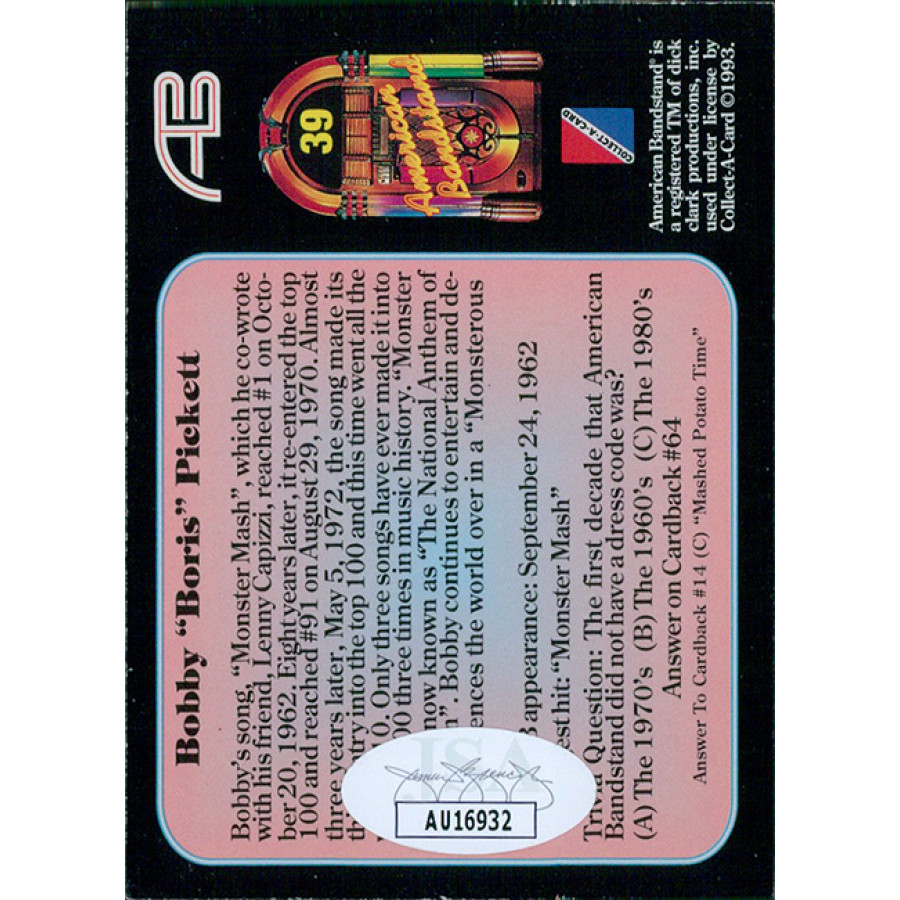 AB
39
American
Bandstand
COLLECT-A-CARD
American Bandstand® is
a registered TM of dick
clark productions, inc.
used under license by
Collect-A-Card ©1993.
Bobby "Boris" Pickett
Bobby's song, "Monster Mash", which he co-wrote
with his friend, Lenny Capizzi, reached #1 on Octo-
ber 20, 1962. Eight years later, it re-entered the top
100 and reached #91 on August 29, 1970. Almost
three years later, May 5, 1972, the song made its
entry into the top 100 and this time went all the
10. Only three songs have ever made it into
00 three times in music history. "Monster
now known as "The National Anthem of
n". Bobby continues to entertain and de-
ences the world over in a "Monsterous
B appearance: September 24, 1962
est hit: "Monster Mash"
Question: The first decade that American
Bandstand did not have a dress code was?
(A) The 1970's (B) The 1960's (C) The 1980's
Answer on Cardback #64
Answer To Cardback #14 (C) "Mashed Potato Time"
JSA
AU16932